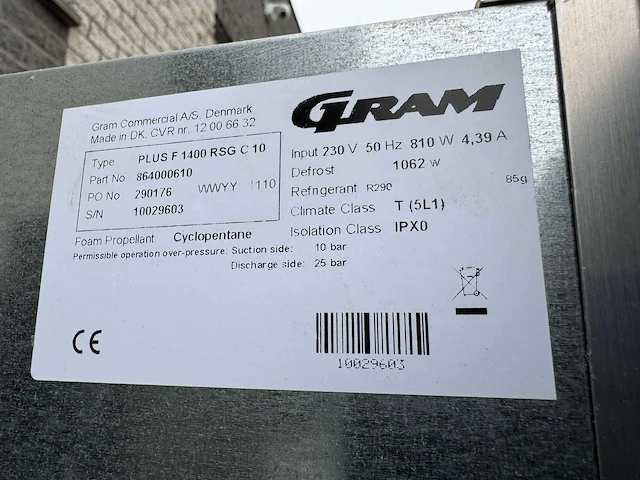 Gram Commercial A/S, Denmark
Made in DK. CVR nr. 12 00 66 32
GRAM
Type PLUS F 1400 RSG C 10
Part No 864000610
PO No 290176 WWYY 1110
S/N 10029603
Input 230 V 50 Hz 810 W 4,39 A
Defrost 1062 W
Refrigerant R290 85g
Climate Class T (5L1)
Isolation Class IPX0
Foam Propellant Cyclopentane
Permissible operation over-pressure: Suction side: 10 bar
Discharge side: 25 bar
CE
10029603